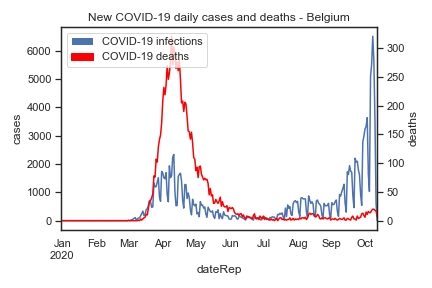 New COVID-19 daily cases and deaths - Belgium
COVID-19 infections
COVID-19 deaths
cases
6000
5000
4000
3000
2000
1000
0
deaths
300
250
200
150
100
50
0
Jan Feb Mar Apr May Jun Jul Aug Sep Oct
2020
dateRep